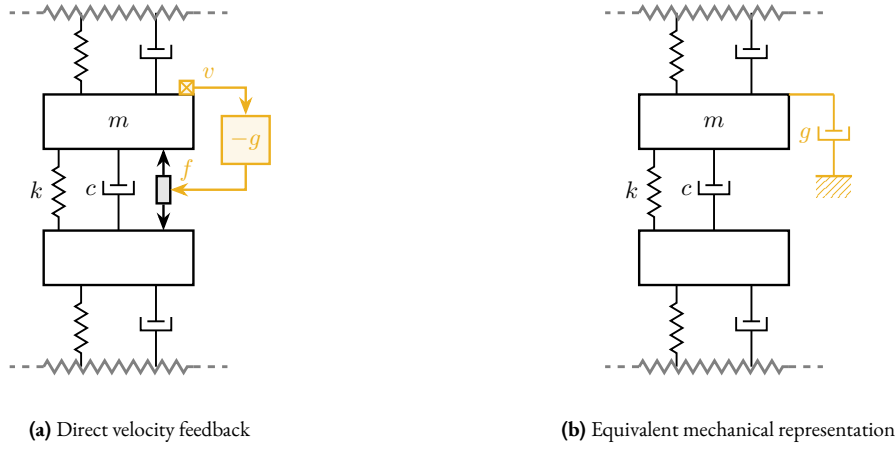 v
m
−g
f
k
c
m
g
k
c
(a) Direct velocity feedback
(b) Equivalent mechanical representation